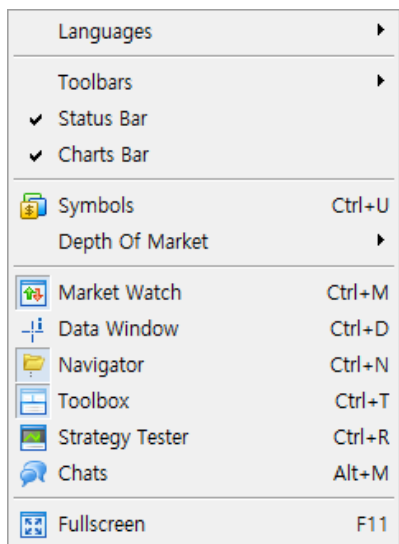 Languages
Toolbars
Status Bar
Charts Bar
Symbols Ctrl+U
Depth Of Market
Market Watch Ctrl+M
Data Window Ctrl+D
Navigator Ctrl+N
Toolbox Ctrl+T
Strategy Tester Ctrl+R
Chats Alt+M
Fullscreen F11